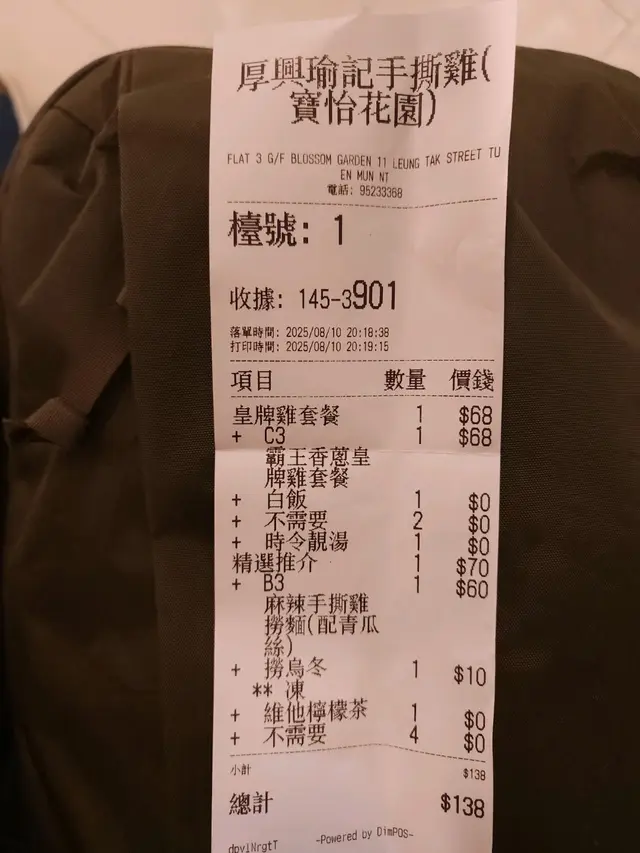 厚興瑜記手撕雞(
寶怡花園)
FLAT 3 G/F BLOSSOM GARDEN 11 LEUNG TAK STREET TU
EN MUN NT
電話: 95233368
檯號: 1
收據: 145-3901
落單時間: 2025/08/10 20:18:38
打印時間: 2025/08/10 20:19:15
項目 數量 價錢
皇牌雞套餐 1 $68
+ C3 1 $68
霸王香蔥皇
牌雞套餐
+ 白飯 1 $0
+ 不需要 2 $0
+ 時令靚湯 1 $0
精選推介 1 $70
+ B3 1 $60
麻辣手撕雞
撈麵(配青瓜
絲)
+ 撈烏冬 1 $10
** 凍
+ 維他檸檬茶 1 $0
+ 不需要 4 $0
小計 $138
總計 $138
dpyiNrgtT -Powered by DimPOS-